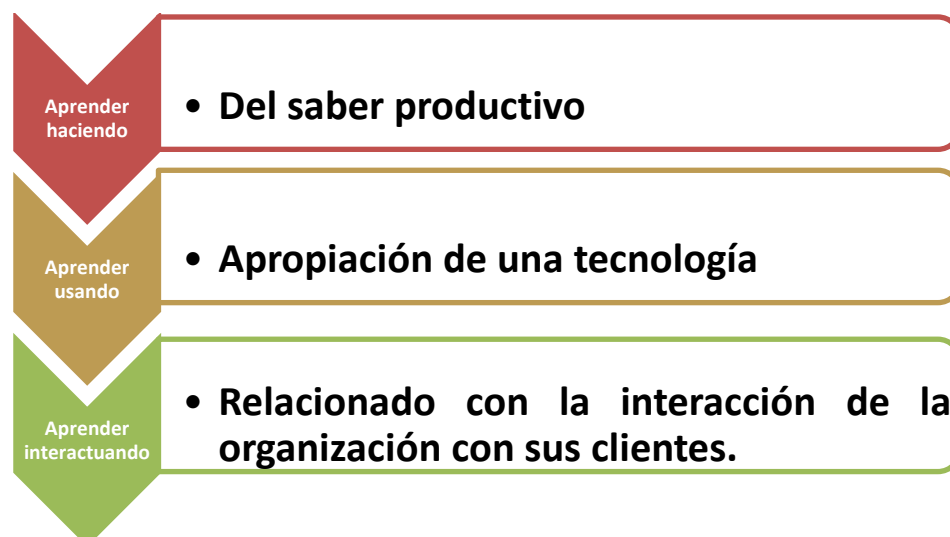 Aprender
haciendo
• Del saber productivo
Aprender
usando
• Apropiación de una tecnología
Aprender
interactuando
• Relacionado con la interacción de la
organización con sus clientes.